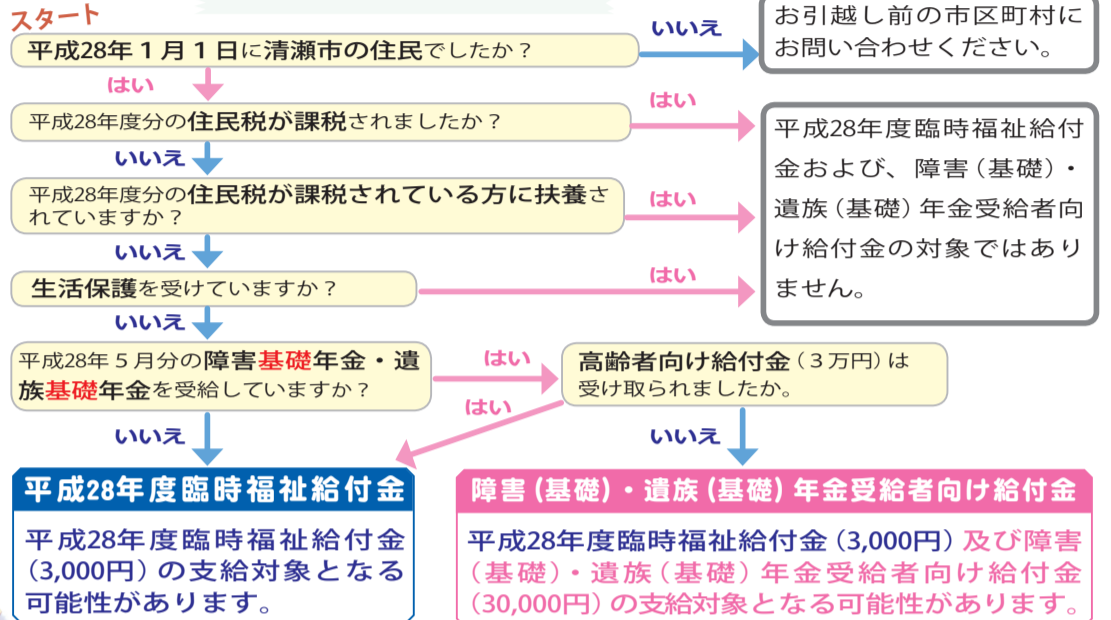 スタート
平成28年１月１日に清瀬市の住民でしたか？
いいえ
お引越し前の市区町村に
お問い合わせください。
はい
平成28年度分の住民税が課税されましたか？
はい
平成28年度臨時福祉給付
金および、障害（基礎）・
遺族（基礎）年金受給者向
け給付金の対象ではあり
ません。
いいえ
平成28年度分の住民税が課税されている方に扶養さ
れていますか？
はい
いいえ
生活保護を受けていますか？
はい
いいえ
平成28年５月分の障害基礎年金・遺
族基礎年金を受給していますか？
はい
高齢者向け給付金（３万円）は
受け取られましたか。
はい
いいえ
いいえ
平成28年度臨時福祉給付金
平成28年度臨時福祉給付金
（3,000円）の支給対象となる
可能性があります。
障害（基礎）・遺族（基礎）年金受給者向け給付金
平成28年度臨時福祉給付金（3,000円）及び障害
（基礎）・遺族（基礎）年金受給者向け給付金
（30,000円）の支給対象となる可能性があります。